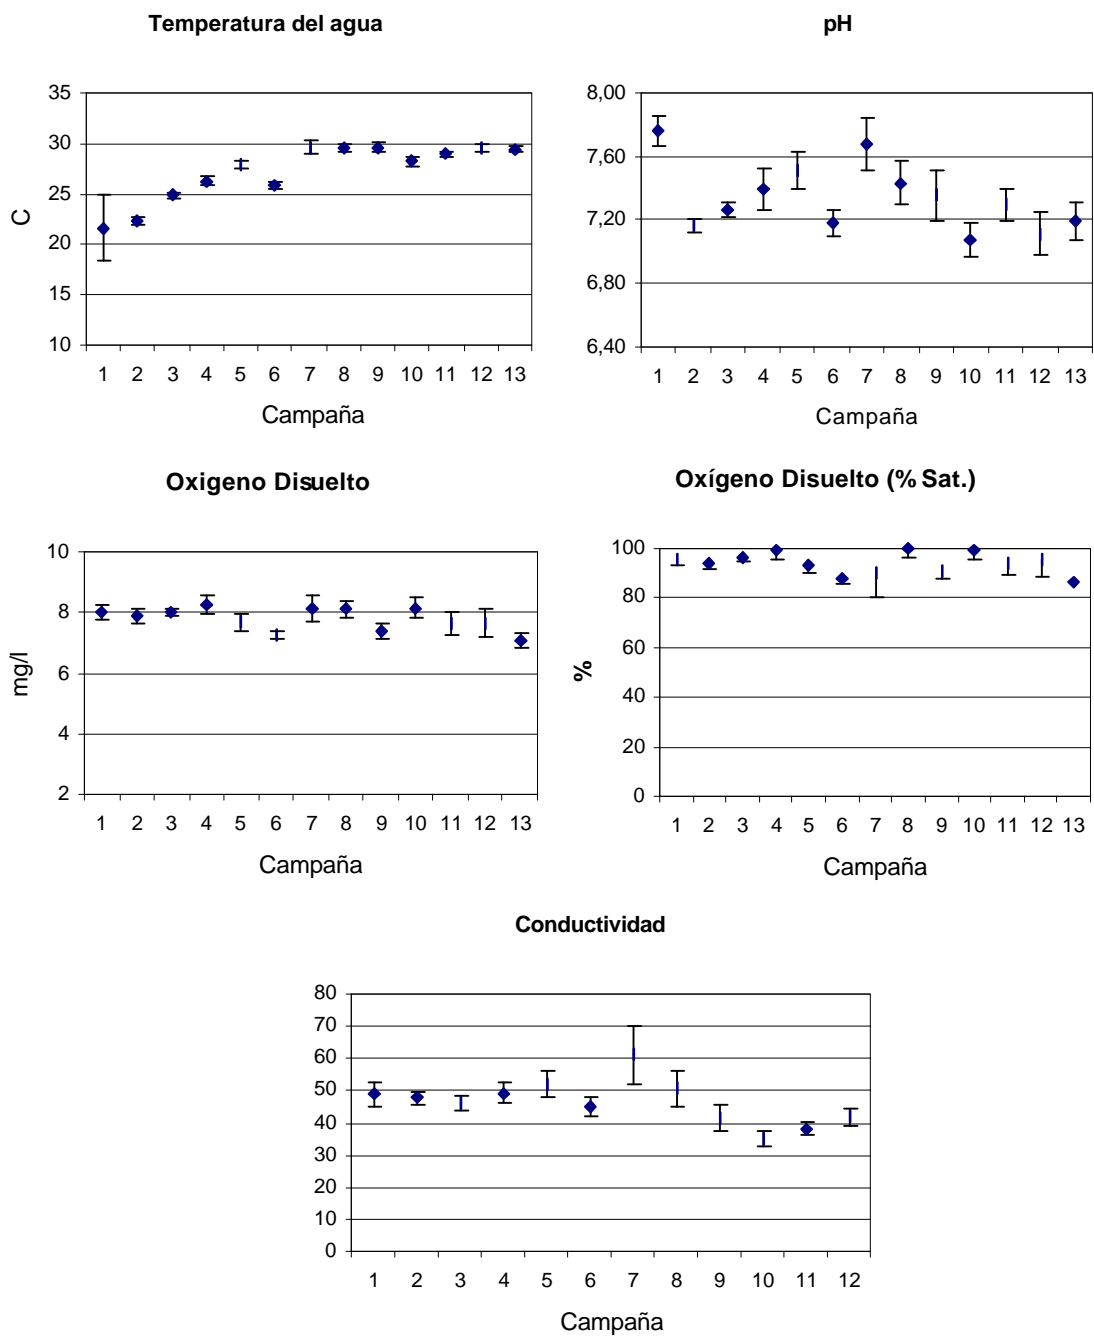 Temperatura del agua
35
30
25
20
15
10
C
1 2 3 4 5 6 7 8 9 10 11 12 13
Campaña
pH
8,00
7,60
7,20
6,80
6,40
1 2 3 4 5 6 7 8 9 10 11 12 13
Campaña
Oxigeno Disuelto
10
8
6
4
2
mg/l
1 2 3 4 5 6 7 8 9 10 11 12 13
Campaña
Oxígeno Disuelto (% Sat.)
100
80
60
40
20
0
%
1 2 3 4 5 6 7 8 9 10 11 12 13
Campaña
Conductividad
80
70
60
50
40
30
20
10
0
1 2 3 4 5 6 7 8 9 10 11 12
Campaña